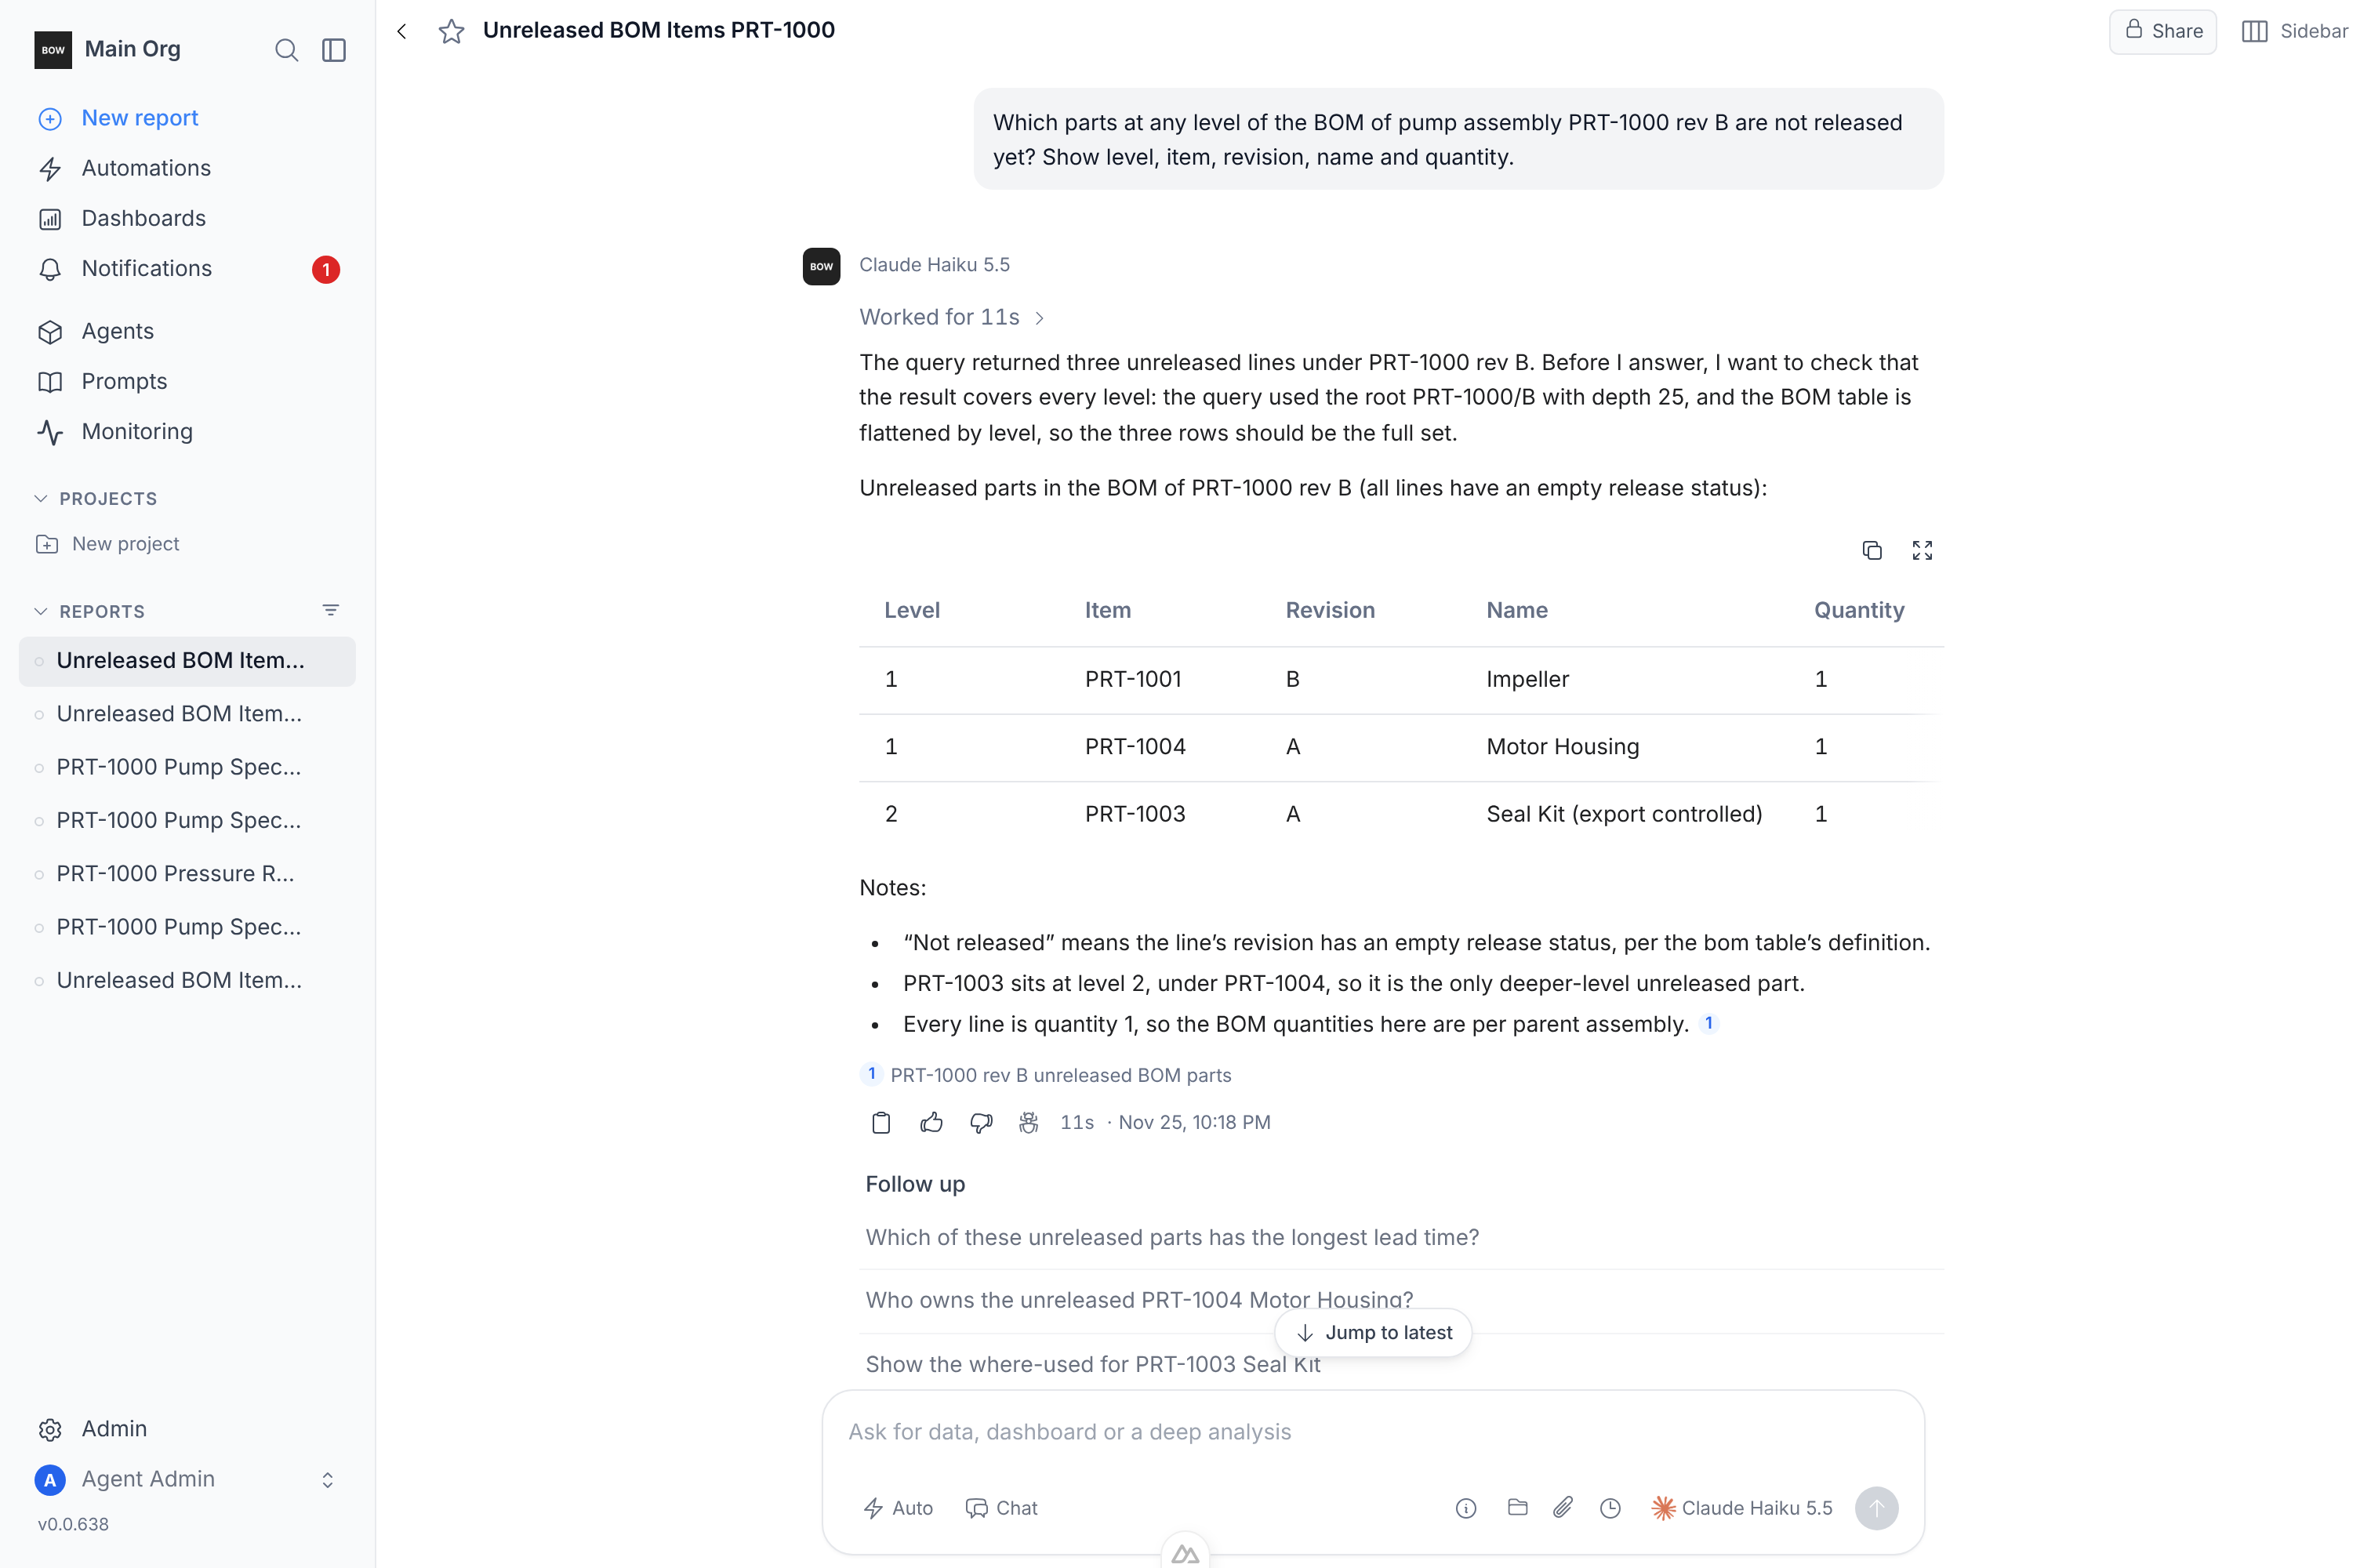 BOW
Main Org
New report
Automations
Dashboards
Notifications
1
Agents
Prompts
Monitoring
PROJECTS
New project
REPORTS
Unreleased BOM Item...
Unreleased BOM Item...
PRT-1000 Pump Spec...
PRT-1000 Pump Spec...
PRT-1000 Pressure R...
PRT-1000 Pump Spec...
Unreleased BOM Item...
Admin
A
Agent Admin
v0.0.638
Unreleased BOM Items PRT-1000
Share
Sidebar
Which parts at any level of the BOM of pump assembly PRT-1000 rev B are not released
yet? Show level, item, revision, name and quantity.
BOW
Claude Haiku 5.5
Worked for 11s
The query returned three unreleased lines under PRT-1000 rev B. Before I answer, I want to check that
the result covers every level: the query used the root PRT-1000/B with depth 25, and the BOM table is
flattened by level, so the three rows should be the full set.
Unreleased parts in the BOM of PRT-1000 rev B (all lines have an empty release status):
Level Item Revision Name Quantity
1 PRT-1001 B Impeller 1
1 PRT-1004 A Motor Housing 1
2 PRT-1003 A Seal Kit (export controlled) 1
Notes:
• “Not released” means the line’s revision has an empty release status, per the bom table’s definition.
• PRT-1003 sits at level 2, under PRT-1004, so it is the only deeper-level unreleased part.
• Every line is quantity 1, so the BOM quantities here are per parent assembly. 1
1 PRT-1000 rev B unreleased BOM parts
11s · Nov 25, 10:18 PM
Follow up
Which of these unreleased parts has the longest lead time?
Who owns the unreleased PRT-1004 Motor Housing?
Jump to latest
Show the where-used for PRT-1003 Seal Kit
Ask for data, dashboard or a deep analysis
Auto
Chat
Claude Haiku 5.5